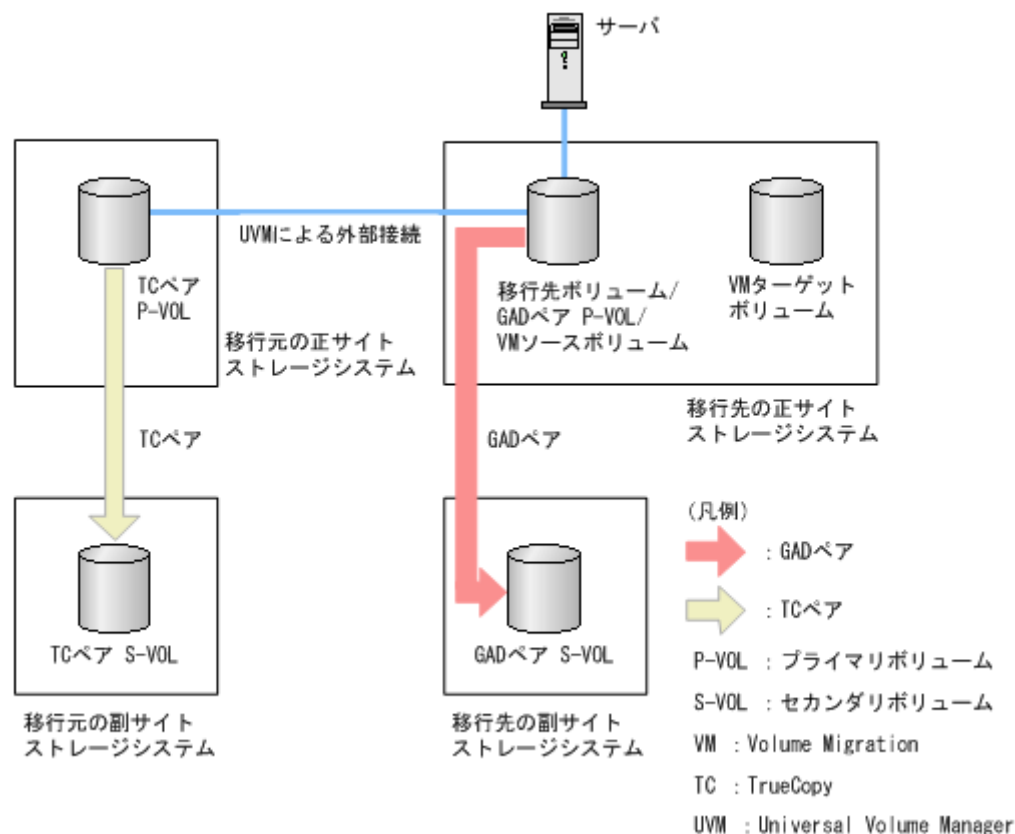 サーバ
UVMによる外部接続
TCペア
P-VOL
移行元の正サイト
ストレージシステム
移行先ボリューム/
GADペア P-VOL/
VMソースボリューム
VMターゲット
ボリューム
移行先の正サイト
ストレージシステム
TCペア
GADペア
TCペア S-VOL
移行元の副サイト
ストレージシステム
GADペア S-VOL
移行先の副サイト
ストレージシステム
(凡例)
：GADペア
：TCペア
P-VOL ：プライマリボリューム
S-VOL ：セカンダリボリューム
VM ：Volume Migration
TC ：TrueCopy
UVM ：Universal Volume Manager